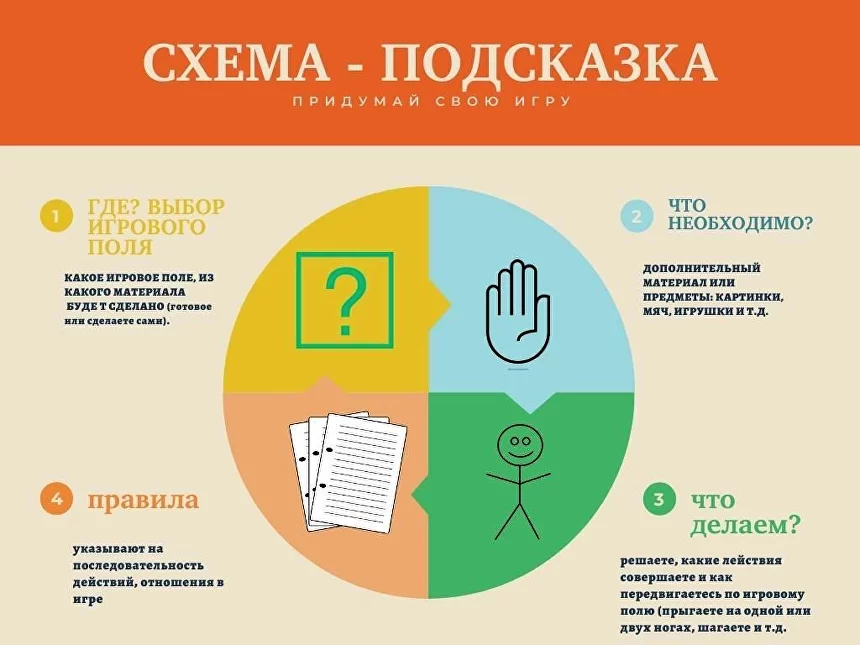 СХЕМА - ПОДСКАЗКА
ПРИДУМАЙ СВОЮ ИГРУ
1
ГДЕ? ВЫБОР
ИГРОВОГО
ПОЛЯ
КАКОЕ ИГРОВОЕ ПОЛЕ, ИЗ
КАКОГО МАТЕРИАЛА
БУДЕ Т СДЕЛАНО (готовое
или сделаете сами).
2
ЧТО
НЕОБХОДИМО?
ДОПОЛНИТЕЛЬНЫЙ
МАТЕРИАЛ ИЛИ
ПРЕДМЕТЫ: КАРТИНКИ,
МЯЧ, ИГРУШКИ И Т.Д.
?
3
что
делаем?
решаете, какие лействия
совершаете и как
передвигаетесь по игровому
полю (прыгаете на одной или
двух ногах, шагаете и т.д.
4
правила
указывают на
последовательность
действий, отношения в
игре